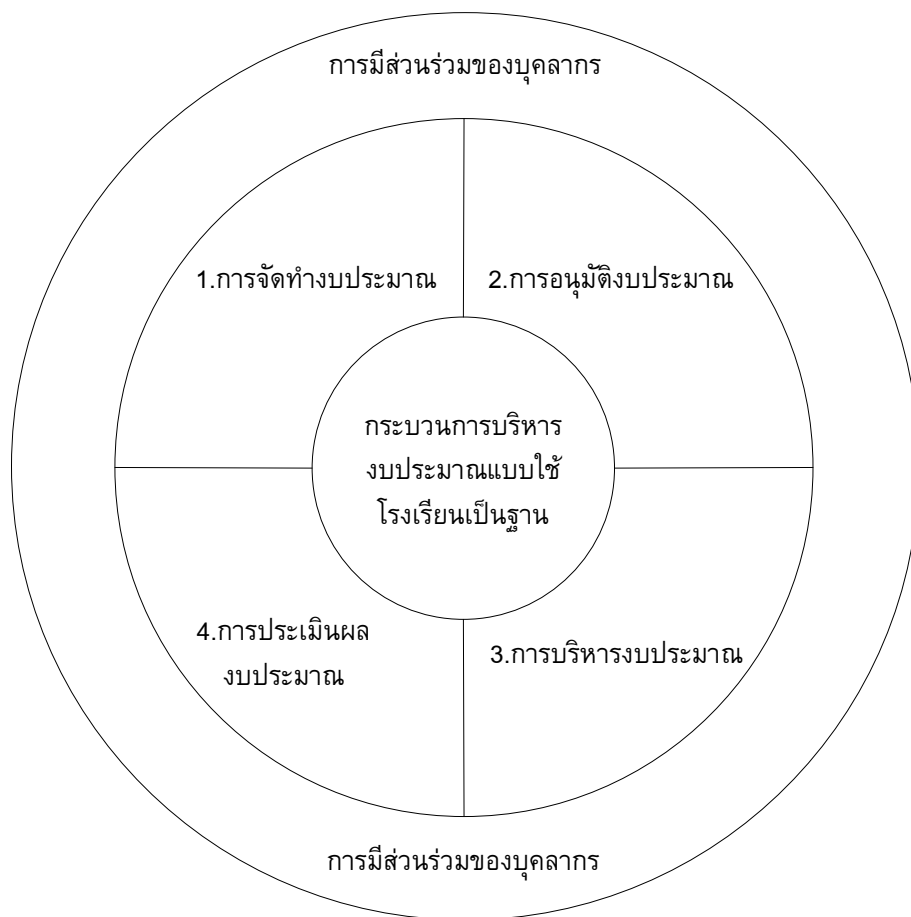 การมีส่วนร่วมของบุคลากร
1.การจัดทำงบประมาณ
2.การอนุมัติงบประมาณ
กระบวนการบริหาร
งบประมาณแบบใช้
โรงเรียนเป็นฐาน
4.การประเมินผล
งบประมาณ
3.การบริหารงบประมาณ
การมีส่วนร่วมของบุคลากร